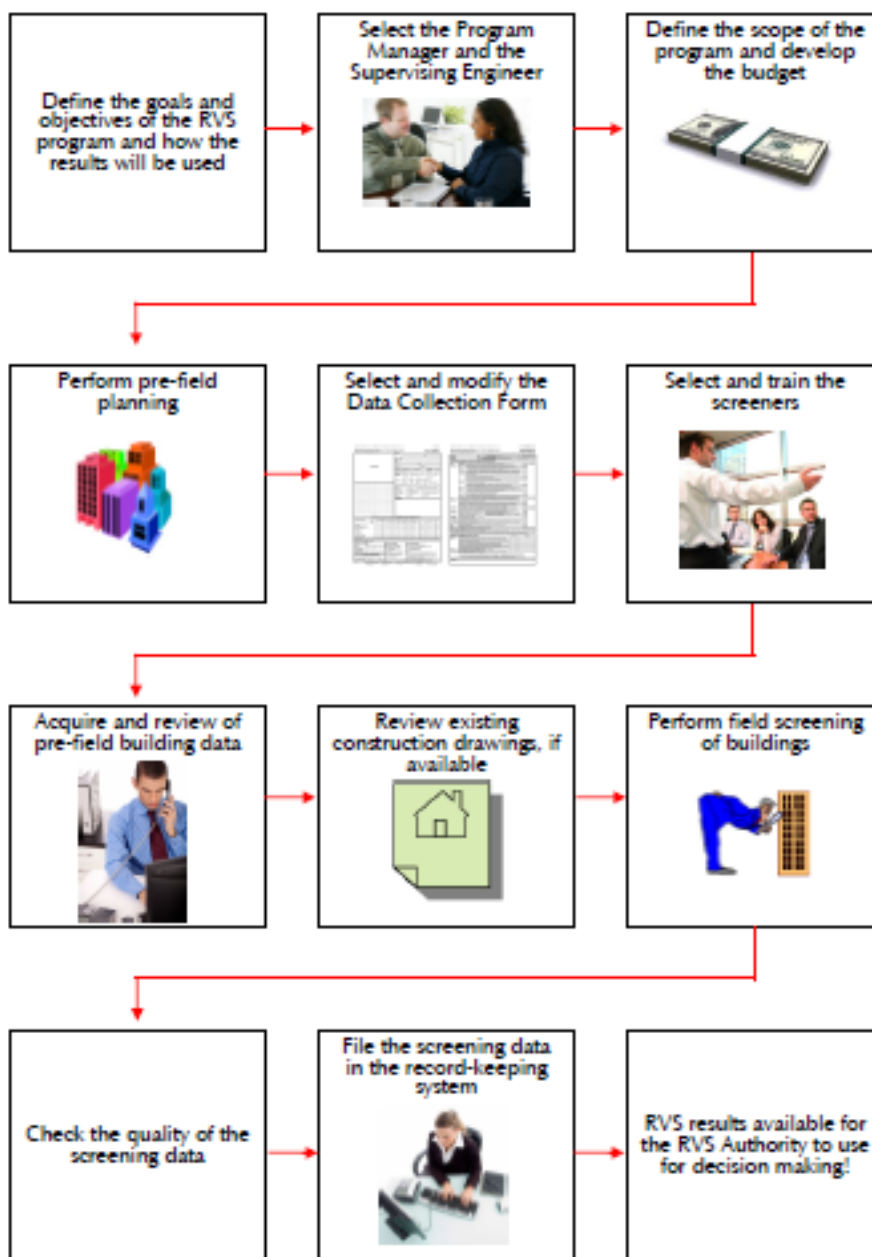 Define the goals and
objectives of the RVS
program and how the
results will be used
Select the Program
Manager and the
Supervising Engineer
Define the scope of the
program and develop
the budget
Perform pre-field
planning
Select and modify the
Data Collection Form
Select and train the
screeners
Acquire and review of
pre-field building data
Review existing
construction drawings, if
available
Perform field screening
of buildings
Check the quality of the
screening data
File the screening data
in the record-keeping
system
RVS results available for
the RVS Authority to use
for decision making!